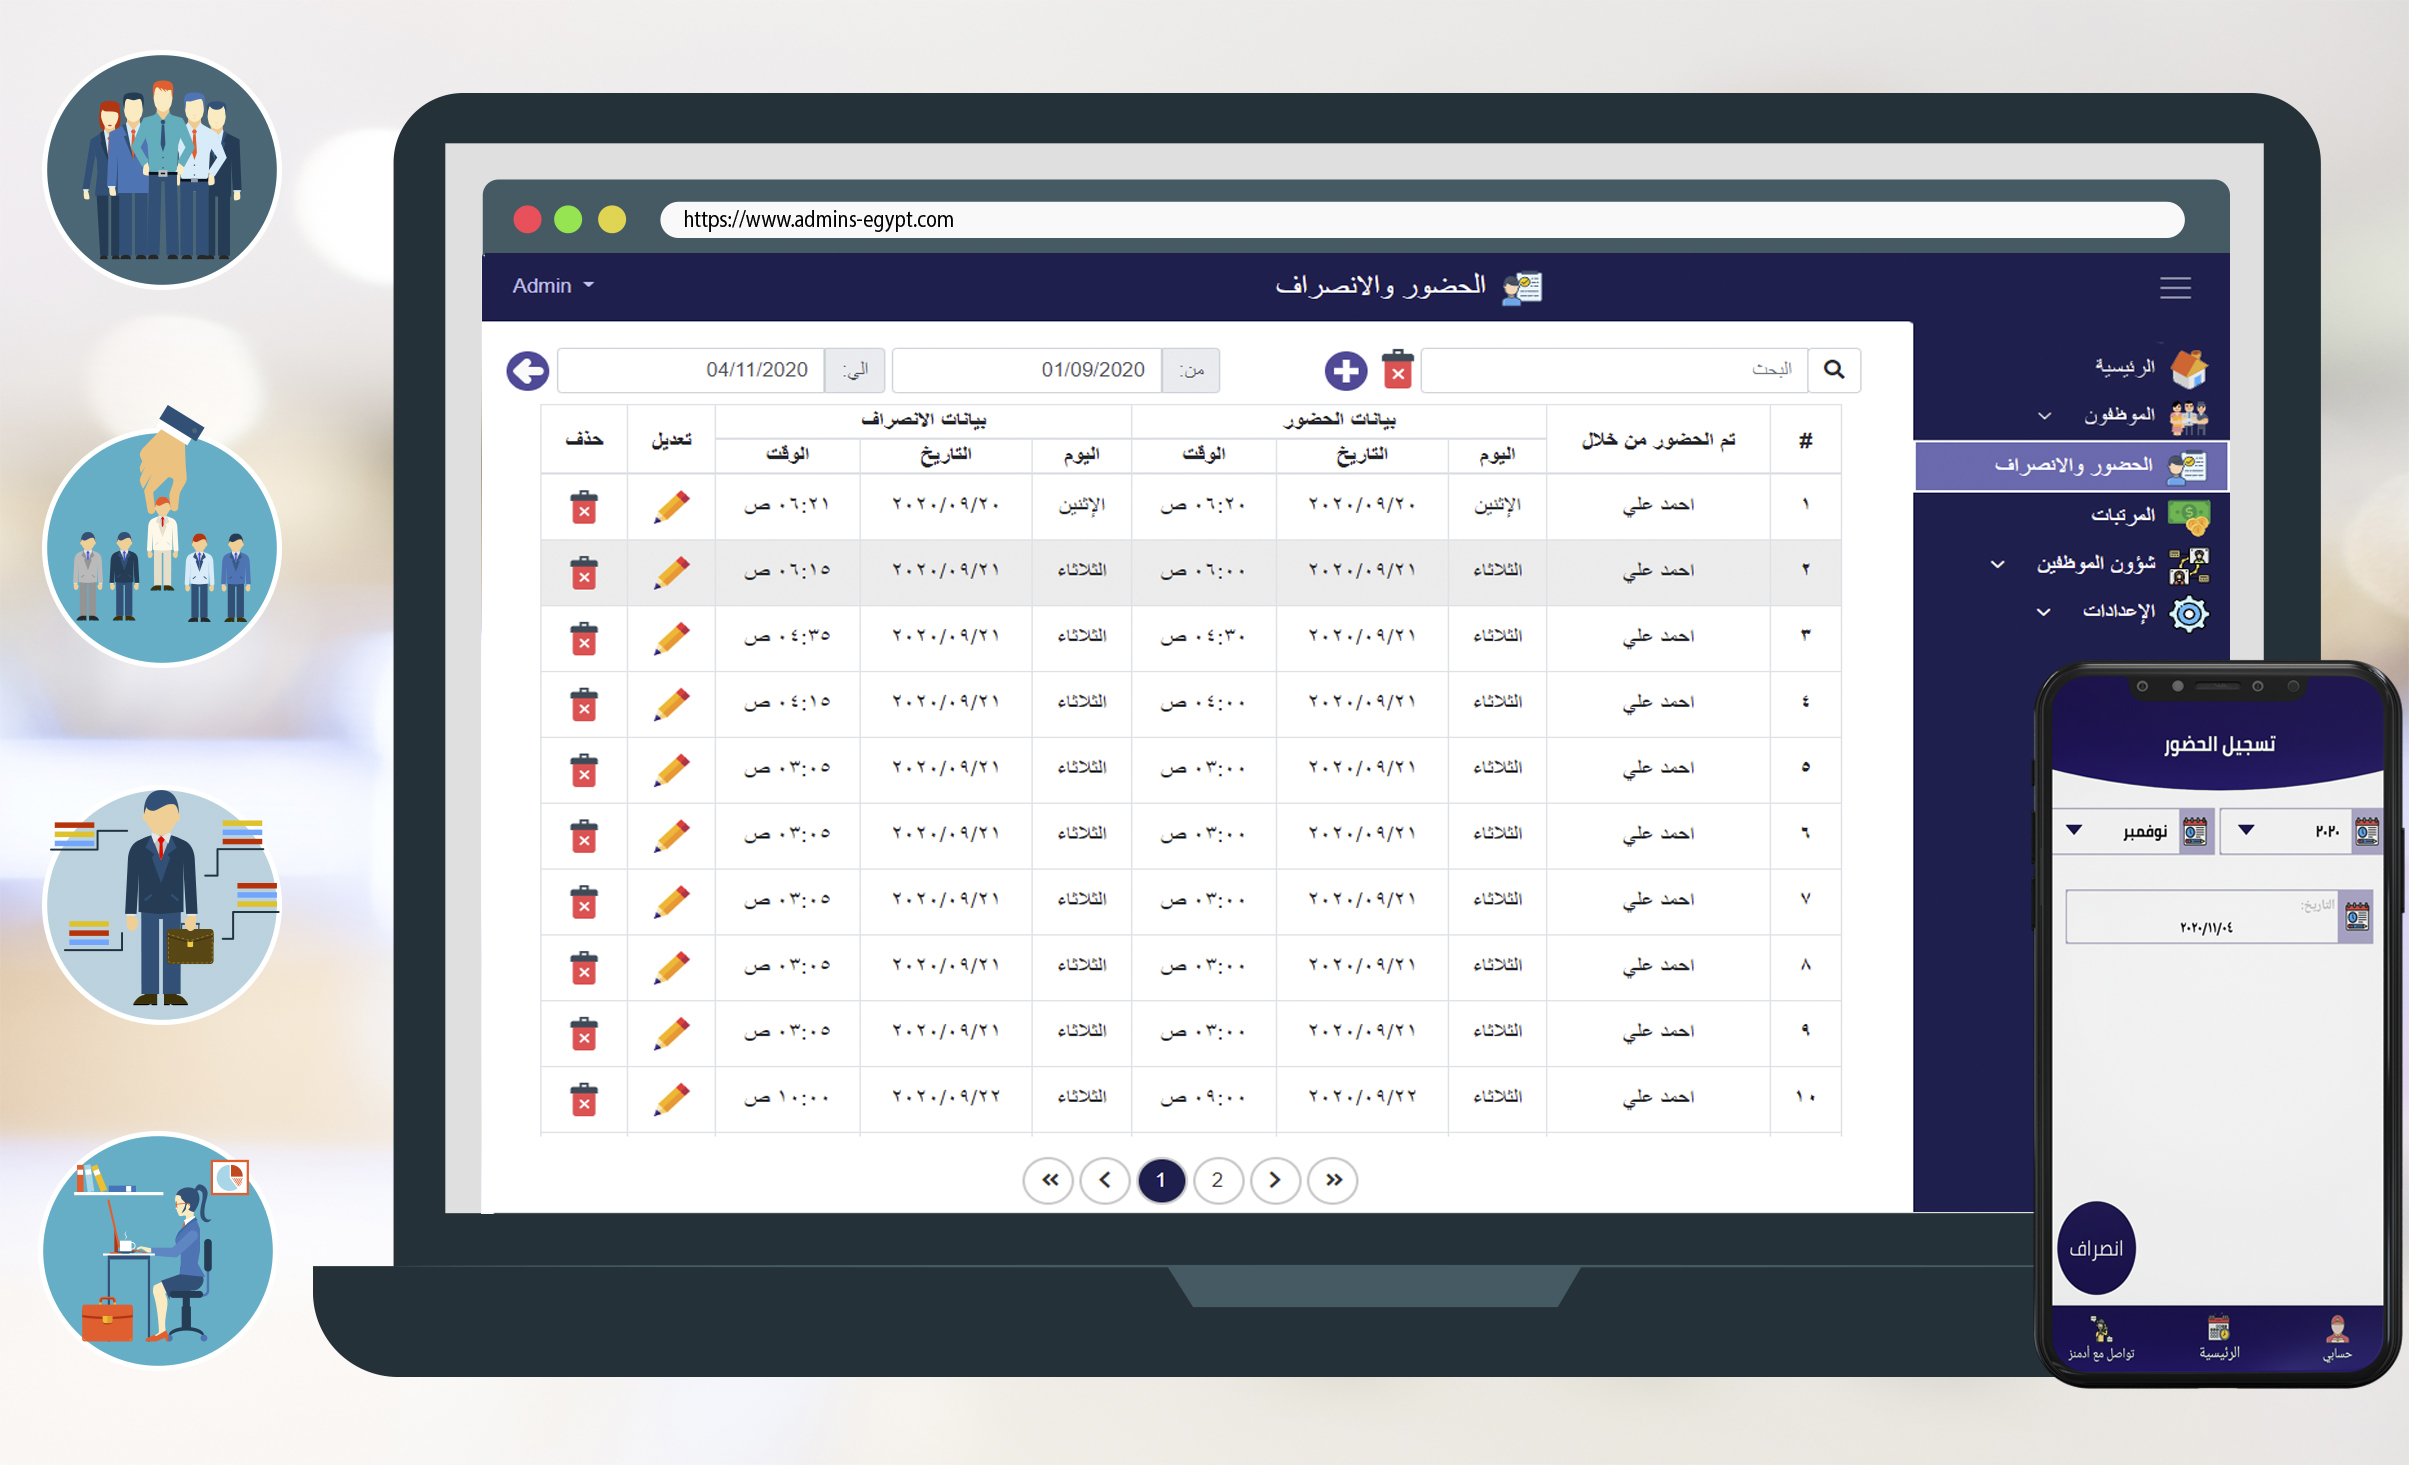 https://www.admins-egypt.com
الحضور والانصراف
Admin
الرئيسية
الموظفون
الحضور والانصراف
المرتبات
شؤون الموظفين
الإعدادات
البحث
من: 01/09/2020
الي: 04/11/2020
# تم الحضور من خلال بيانات الحضور بيانات الانصراف تعديل حذف
اليوم التاريخ الوقت اليوم التاريخ الوقت
١ احمد علي الإثنين ٢٠٢٠/٠٩/٢٠ ٠٦:٢٠ ص الإثنين ٢٠٢٠/٠٩/٢٠ ٠٦:٢١ ص
٢ احمد علي الثلاثاء ٢٠٢٠/٠٩/٢١ ٠٦:٠٠ ص الثلاثاء ٢٠٢٠/٠٩/٢١ ٠٦:١٥ ص
٣ احمد علي الثلاثاء ٢٠٢٠/٠٩/٢١ ٠٤:٣٠ ص الثلاثاء ٢٠٢٠/٠٩/٢١ ٠٤:٣٥ ص
٤ احمد علي الثلاثاء ٢٠٢٠/٠٩/٢١ ٠٤:٠٠ ص الثلاثاء ٢٠٢٠/٠٩/٢١ ٠٤:١٥ ص
٥ احمد علي الثلاثاء ٢٠٢٠/٠٩/٢١ ٠٣:٠٠ ص الثلاثاء ٢٠٢٠/٠٩/٢١ ٠٣:٠٥ ص
٦ احمد علي الثلاثاء ٢٠٢٠/٠٩/٢١ ٠٣:٠٠ ص الثلاثاء ٢٠٢٠/٠٩/٢١ ٠٣:٠٥ ص
٧ احمد علي الثلاثاء ٢٠٢٠/٠٩/٢١ ٠٣:٠٠ ص الثلاثاء ٢٠٢٠/٠٩/٢١ ٠٣:٠٥ ص
٨ احمد علي الثلاثاء ٢٠٢٠/٠٩/٢١ ٠٣:٠٠ ص الثلاثاء ٢٠٢٠/٠٩/٢١ ٠٣:٠٥ ص
٩ احمد علي الثلاثاء ٢٠٢٠/٠٩/٢١ ٠٣:٠٠ ص الثلاثاء ٢٠٢٠/٠٩/٢١ ٠٣:٠٥ ص
١٠ احمد علي الثلاثاء ٢٠٢٠/٠٩/٢٢ ٠٩:٠٠ ص الثلاثاء ٢٠٢٠/٠٩/٢٢ ١٠:٠٠ ص
« ‹ 1 2 › »
تسجيل الحضور
٢٠٢٠ نوفمبر
التاريخ:
٢٠٢٠/١١/٠٤
انصراف
حسابي الرئيسية تواصل مع أدمنز